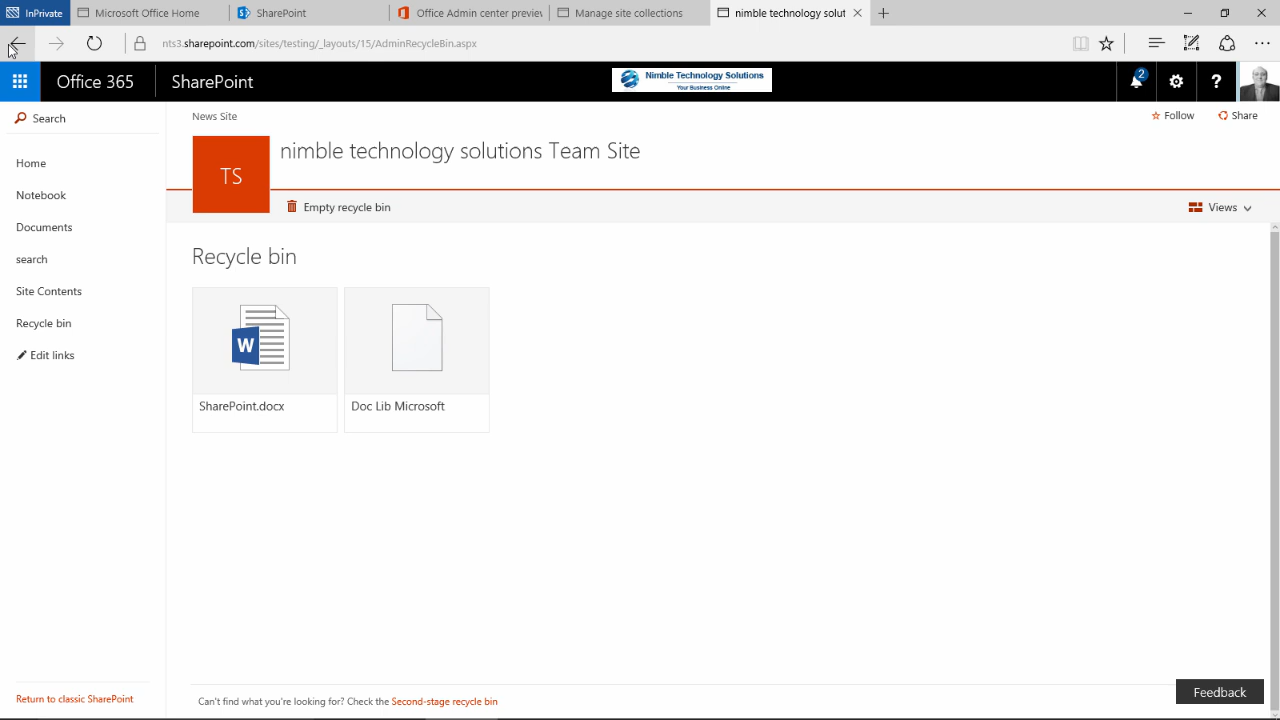 InPrivate
Microsoft Office Home
SharePoint
Office Admin center previ
Manage site collections
nimble technology solut
nts3.sharepoint.com/sites/testing/_layouts/15/AdminRecycleBin.aspx
Office 365
SharePoint
Nimble Technology Solutions
Your Business Online
2
?
Search
News Site
Follow
Share
TS
nimble technology solutions Team Site
Home
Notebook
Documents
search
Site Contents
Recycle bin
Edit links
Empty recycle bin
Views
Recycle bin
W
SharePoint.docx
Doc Lib Microsoft
Return to classic SharePoint
Can't find what you're looking for? Check the Second-stage recycle bin
Feedback